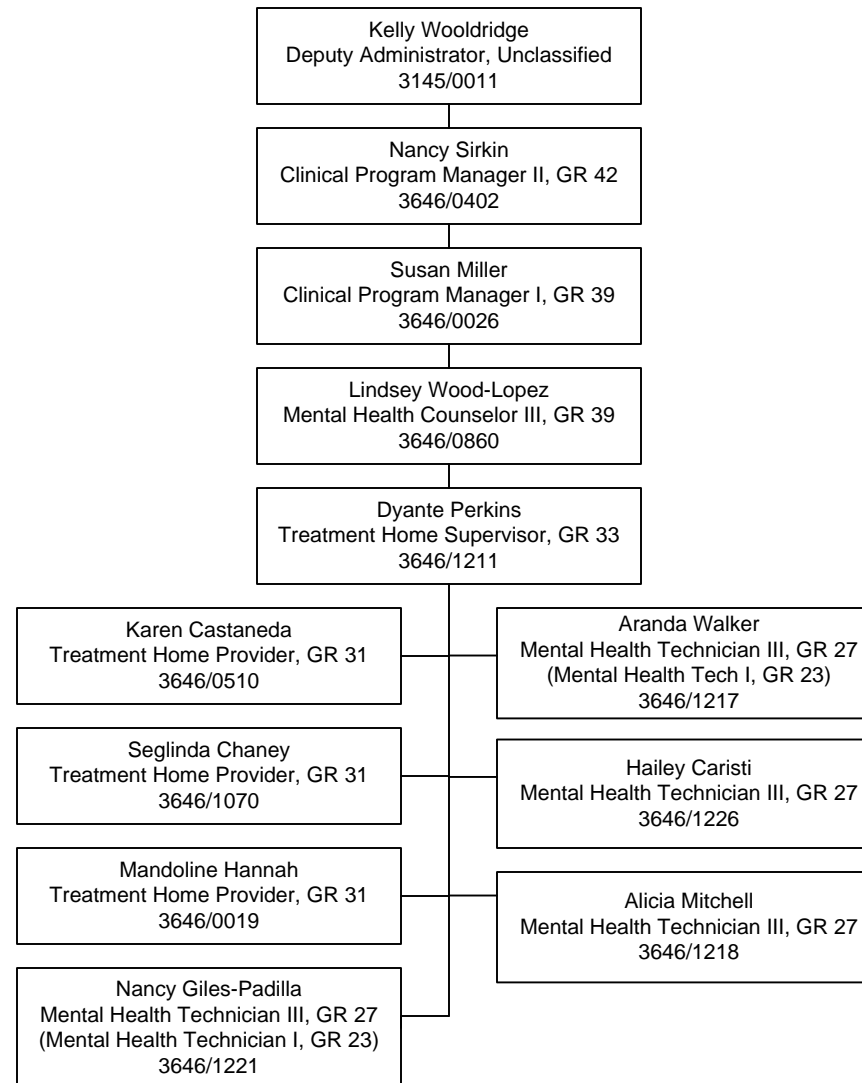 Kelly Wooldridge
Deputy Administrator, Unclassified
3145/0011
Nancy Sirkin
Clinical Program Manager II, GR 42
3646/0402
Susan Miller
Clinical Program Manager I, GR 39
3646/0026
Lindsey Wood-Lopez
Mental Health Counselor III, GR 39
3646/0860
Dyante Perkins
Treatment Home Supervisor, GR 33
3646/1211
Karen Castaneda
Treatment Home Provider, GR 31
3646/0510
Aranda Walker
Mental Health Technician III, GR 27
(Mental Health Tech I, GR 23)
3646/1217
Seglinda Chaney
Treatment Home Provider, GR 31
3646/1070
Hailey Caristi
Mental Health Technician III, GR 27
3646/1226
Mandoline Hannah
Treatment Home Provider, GR 31
3646/0019
Alicia Mitchell
Mental Health Technician III, GR 27
3646/1218
Nancy Giles-Padilla
Mental Health Technician III, GR 27
(Mental Health Technician I, GR 23)
3646/1221